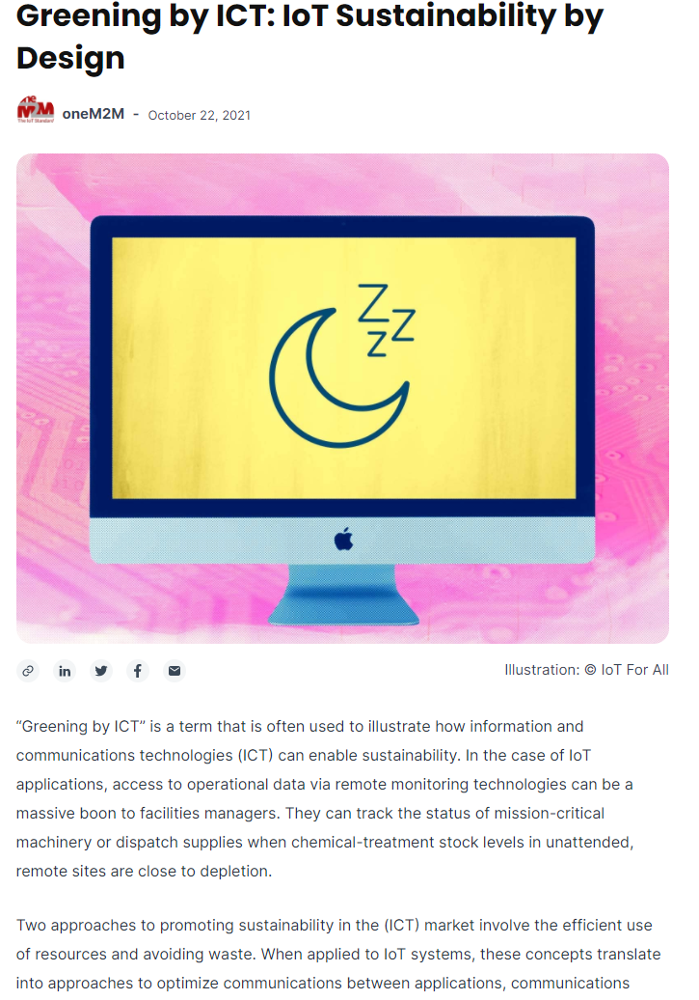 Greening by ICT: IoT Sustainability by
Design
one
M2M
The IoT Standard
oneM2M - October 22, 2021
Z
Z
Z
in
f
Illustration: © IoT For All
“Greening by ICT” is a term that is often used to illustrate how information and
communications technologies (ICT) can enable sustainability. In the case of IoT
applications, access to operational data via remote monitoring technologies can be a
massive boon to facilities managers. They can track the status of mission-critical
machinery or dispatch supplies when chemical-treatment stock levels in unattended,
remote sites are close to depletion.
Two approaches to promoting sustainability in the (ICT) market involve the efficient use
of resources and avoiding waste. When applied to IoT systems, these concepts translate
into approaches to optimize communications between applications, communications